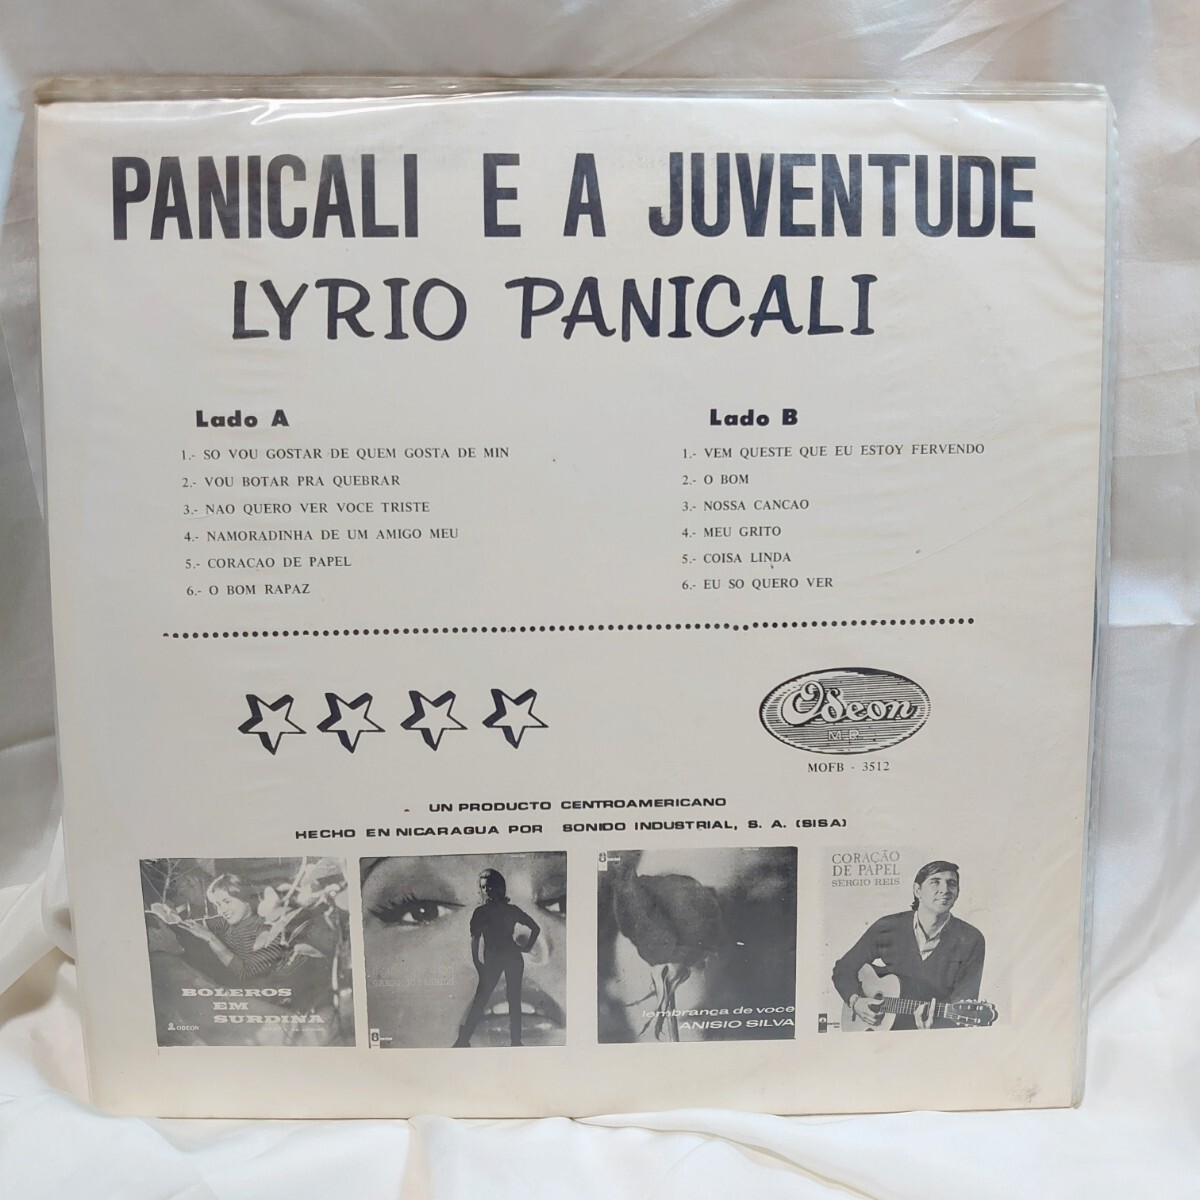 PANICALI E A JUVENTUDE
LYRIO PANICALI
Lado A
1.- SO VOU GOSTAR DE QUEM GOSTA DE MIN
2.- VOU BOTAR PRA QUEBRAR
3.- NAO QUERO VER VOCE TRISTE
4.- NAMORADINHA DE UM AMIGO MEU
5.- CORAÇAO DE PAPEL
6.- O BOM RAPAZ
Lado B
1.- VEM QUESTE QUE EU ESTOY FERVENDO
2.- O BOM
3.- NOSSA CANCAO
4.- MEU GRITO
5.- COISA LINDA
6.- EU SO QUERO VER
Odeon
M.R.
MOFB - 3512
UN PRODUCTO CENTROAMERICANO
HECHO EN NICARAGUA POR SONIDO INDUSTRIAL, S. A. (SISA)
BOLEROS
EM
SURDINA
ODEON
lembrança de voce
ANISIO SILVA
CORAÇÃO
DE PAPEL
SERGIO REIS